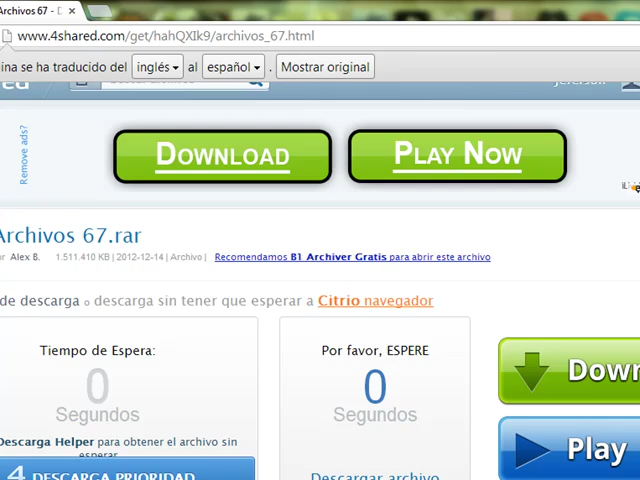 Archivos 67 - D
www.4shared.com/get/hahQXIk9/archivos_67.html
ina se ha traducido del inglés al español . Mostrar original
Remove ads?
DOWNLOAD PLAY NOW
Archivos 67.rar
or Alex B. 1.511.410 KB | 2012-12-14 | Archivo | Recomendamos B1 Archiver Gratis para abrir este archivo
de descarga o descarga sin tener que esperar a Citrio navegador
Tiempo de Espera: Por favor, ESPERE
0 0 Down
Segundos Segundos
Descarga Helper para obtener el archivo sin
esperar Play
4 DESCARGA PRIORIDAD Descargar archivo